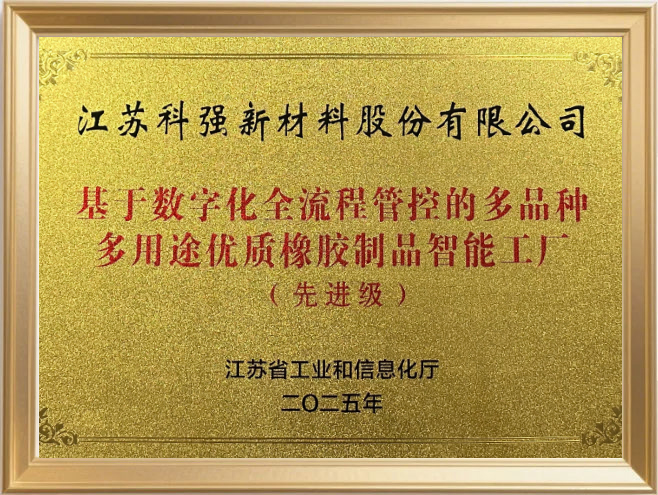 江苏科强新材料股份有限公司
基于数字化全流程管控的多品种
多用途优质橡胶制品智能工厂
（先进级）
江苏省工业和信息化厅
二〇二五年